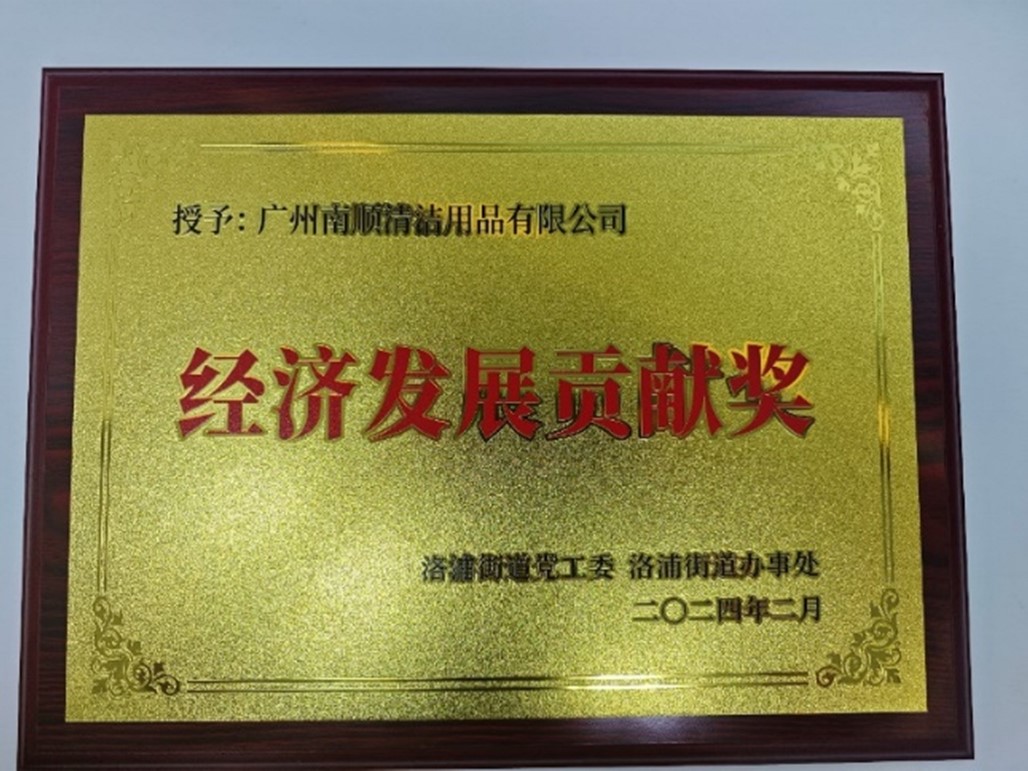 授予：广州南顺清洁用品有限公司
经济发展贡献奖
洛浦街道党工委 洛浦街道办事处
二〇二四年二月